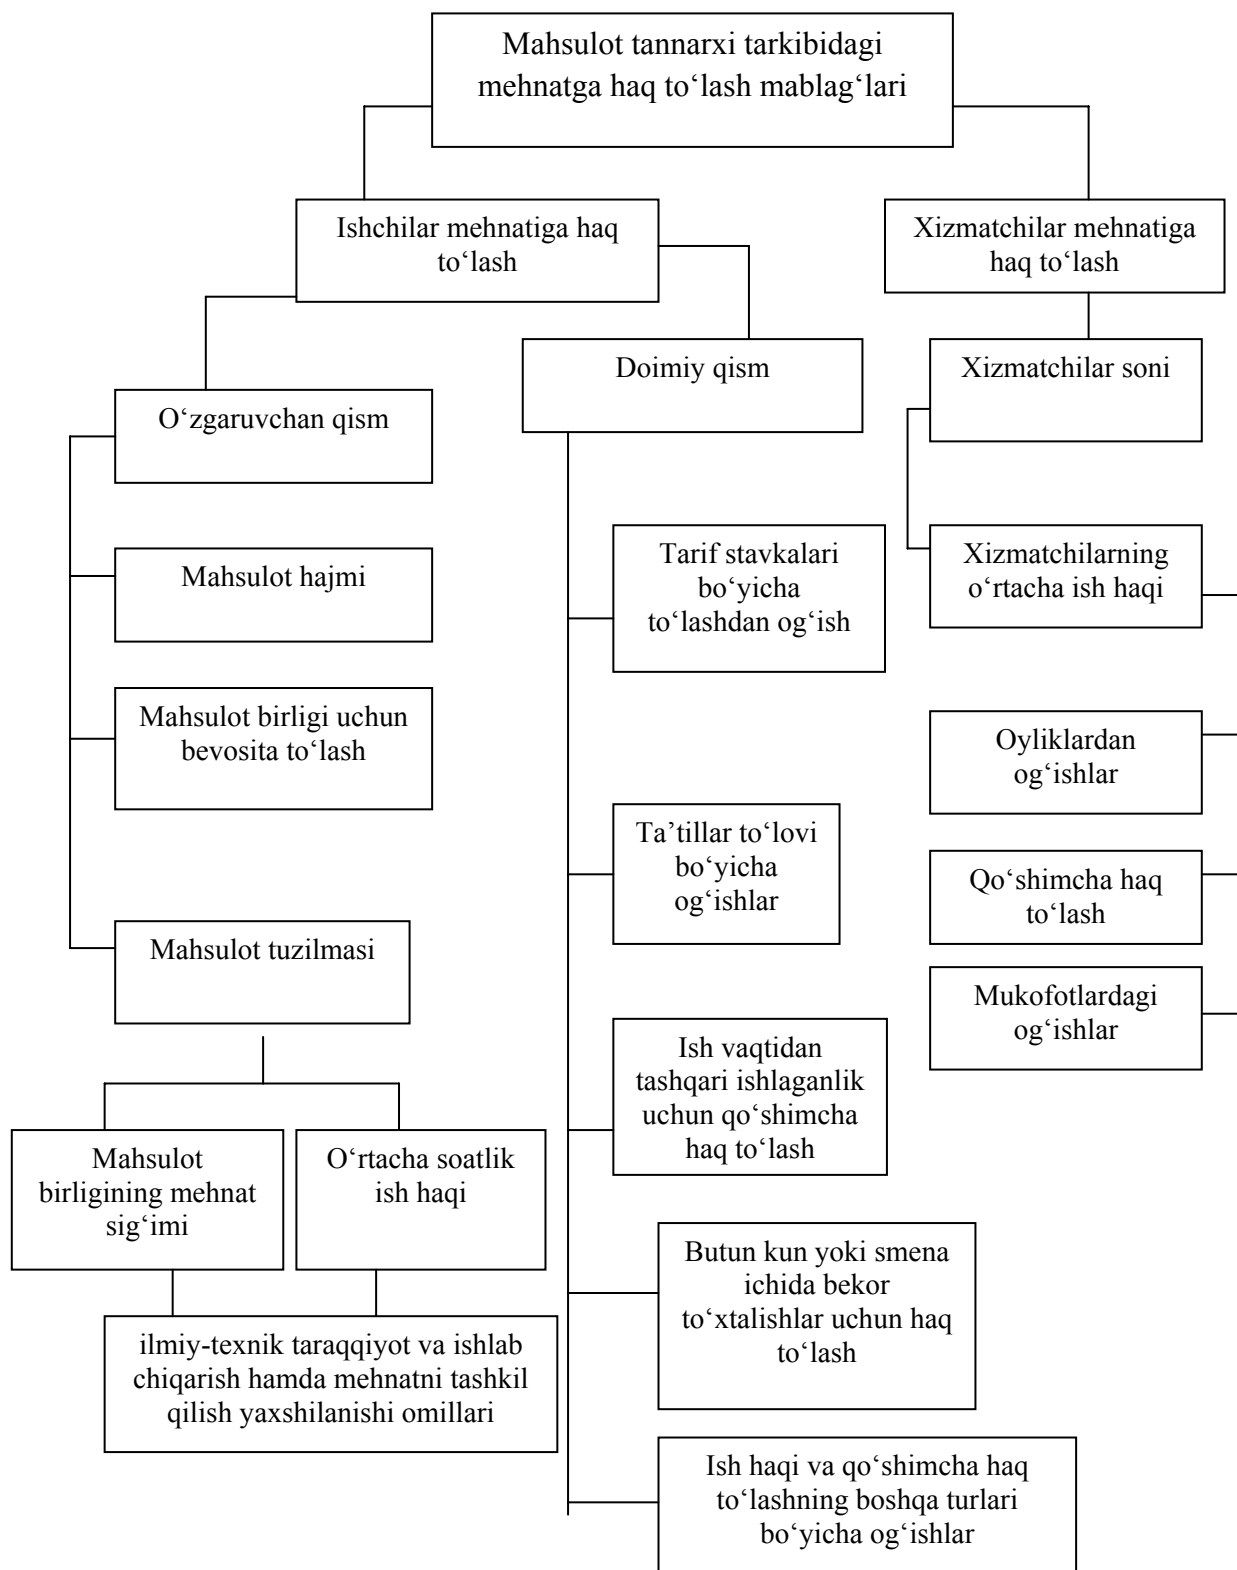 Mahsulot tannarxi tarkibidagi
mehnatga haq to‘lash mablag‘lari
Ishchilar mehnatiga haq
to‘lash
Xizmatchilar mehnatiga
haq to‘lash
Doimiy qism
Xizmatchilar soni
O‘zgaruvchan qism
Tarif stavkalari
bo‘yicha
to‘lashdan og‘ish
Xizmatchilarning
o‘rtacha ish haqi
Mahsulot hajmi
Mahsulot birligi uchun
bevosita to‘lash
Oyliklardan
og‘ishlar
Ta’tillar to‘lovi
bo‘yicha
og‘ishlar
Qo‘shimcha haq
to‘lash
Mahsulot tuzilmasi
Mukofotlardagi
og‘ishlar
Ish vaqtidan
tashqari ishlaganlik
uchun qo‘shimcha
haq to‘lash
Mahsulot
birligining mehnat
sig‘imi
O‘rtacha soatlik
ish haqi
Butun kun yoki smena
ichida bekor
to‘xtalishlar uchun haq
to‘lash
ilmiy-texnik taraqqiyot va ishlab
chiqarish hamda mehnatni tashkil
qilish yaxshilanishi omillari
Ish haqi va qo‘shimcha haq
to‘lashning boshqa turlari
bo‘yicha og‘ishlar